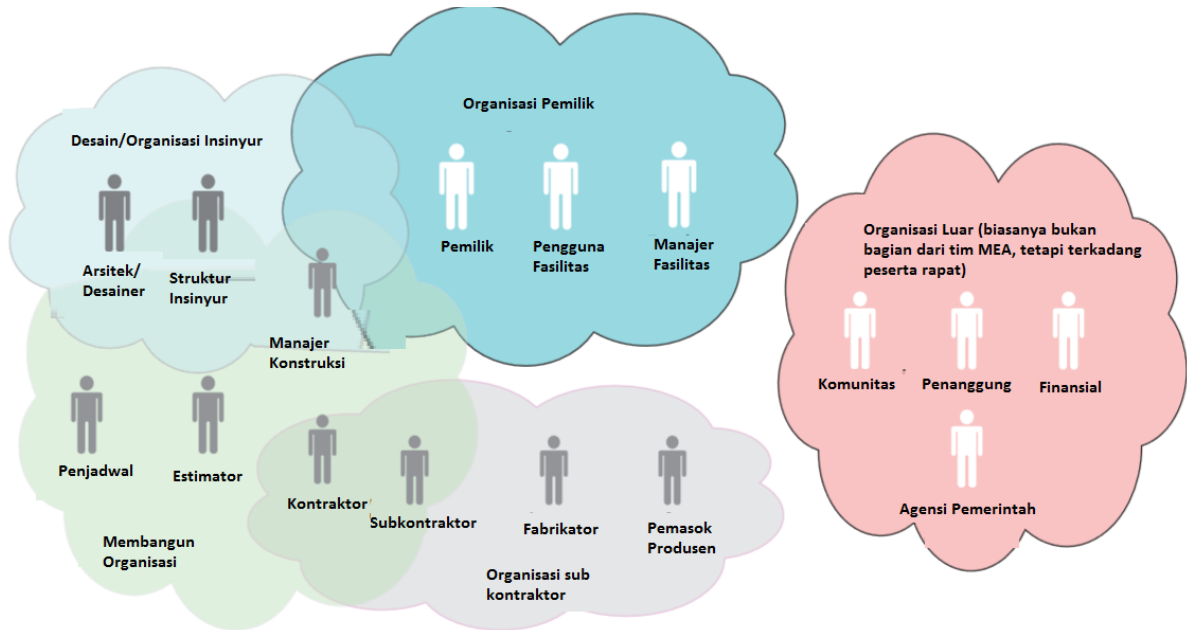 Organisasi Pemilik
Desain/Organisasi Insinyur
Pemilik
Pengguna
Fasilitas
Manajer
Fasilitas
Arsitek/
Desainer
Struktur
Insinyur
Manajer
Konstruksi
Penjadwal
Estimator
Kontraktor
Subkontraktor
Fabrikator
Pemasok
Produsen
Membangun
Organisasi
Organisasi sub
kontraktor
Organisasi Luar (biasanya bukan
bagian dari tim MEA, tetapi terkadang
peserta rapat)
Komunitas
Penanggung
Finansial
Agensi Pemerintah